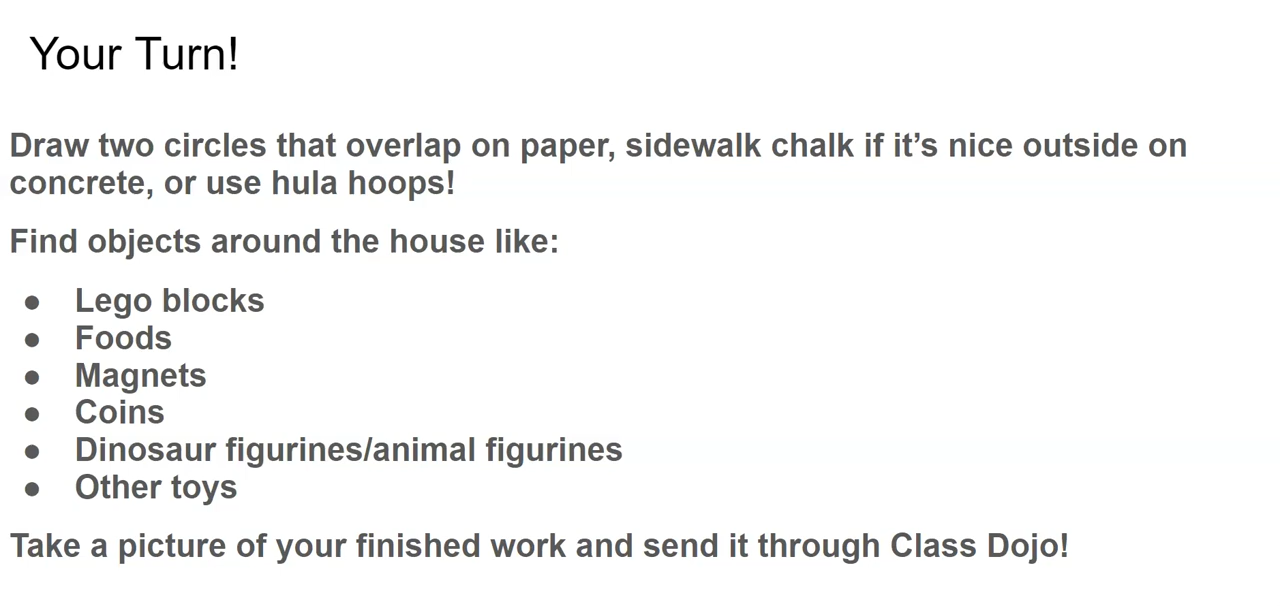 Your Turn!
Draw two circles that overlap on paper, sidewalk chalk if it’s nice outside on
concrete, or use hula hoops!
Find objects around the house like:
● Lego blocks
● Foods
● Magnets
● Coins
● Dinosaur figurines/animal figurines
● Other toys
Take a picture of your finished work and send it through Class Dojo!